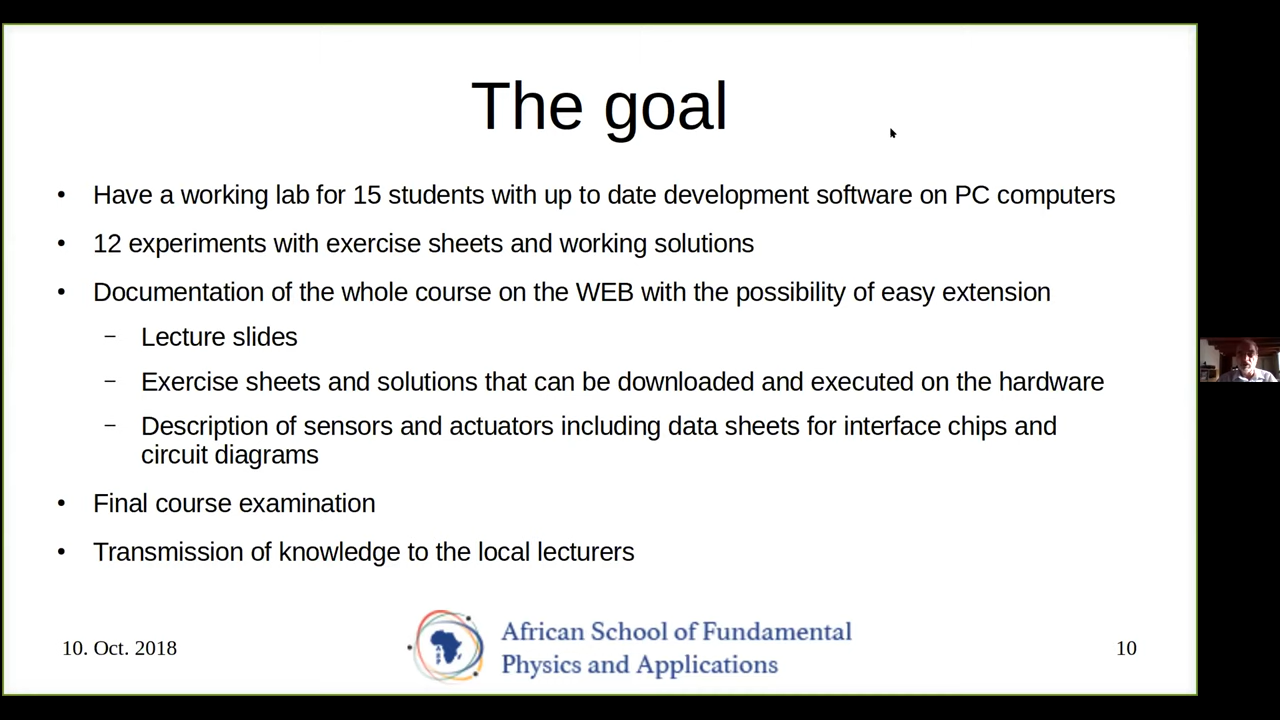 The goal
• Have a working lab for 15 students with up to date development software on PC computers
• 12 experiments with exercise sheets and working solutions
• Documentation of the whole course on the WEB with the possibility of easy extension
– Lecture slides
– Exercise sheets and solutions that can be downloaded and executed on the hardware
– Description of sensors and actuators including data sheets for interface chips and
circuit diagrams
• Final course examination
• Transmission of knowledge to the local lecturers
10. Oct. 2018
African School of Fundamental
Physics and Applications
10